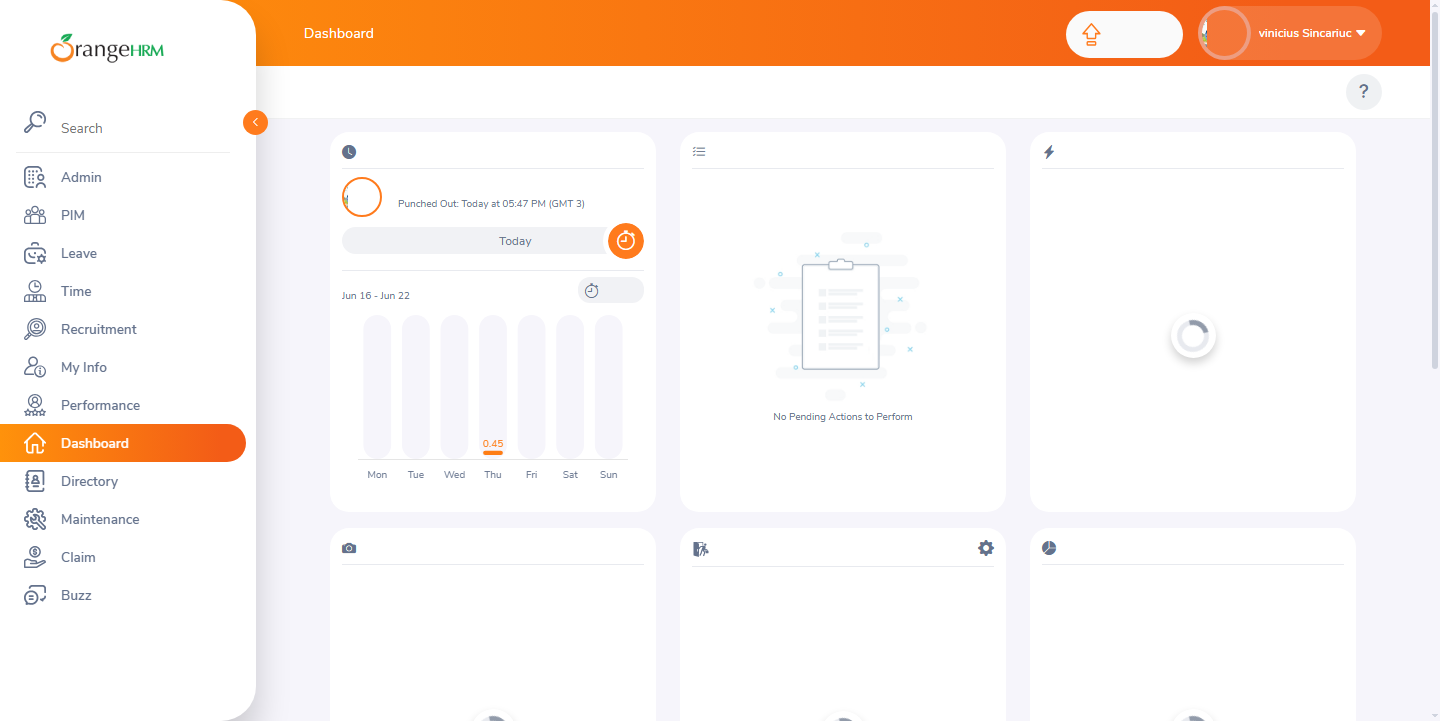 OrangeHRM
Dashboard
vinicius Sincariuc
?
Search
Admin
PIM
Leave
Time
Recruitment
My Info
Performance
Dashboard
Directory
Maintenance
Claim
Buzz
Punched Out: Today at 05:47 PM (GMT 3)
Today
Jun 16 - Jun 22
0.45
Mon Tue Wed Thu Fri Sat Sun
No Pending Actions to Perform